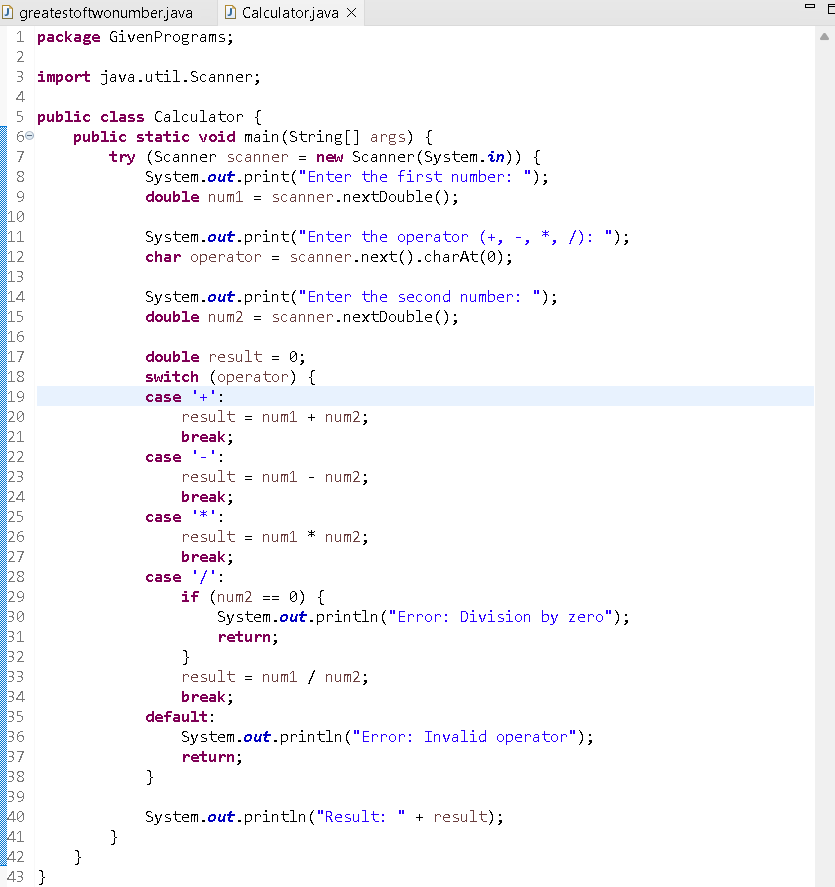 greatestoftwonumber.java Calculator.java
1 package GivenPrograms;
2
3 import java.util.Scanner;
4
5 public class Calculator {
6 public static void main(String[] args) {
7 try (Scanner scanner = new Scanner(System.in)) {
8 System.out.print("Enter the first number: ");
9 double num1 = scanner.nextDouble();
10
11 System.out.print("Enter the operator (+, -, *, /): ");
12 char operator = scanner.next().charAt(0);
13
14 System.out.print("Enter the second number: ");
15 double num2 = scanner.nextDouble();
16
17 double result = 0;
18 switch (operator) {
19 case '+':
20 result = num1 + num2;
21 break;
22 case '-':
23 result = num1 - num2;
24 break;
25 case '*':
26 result = num1 * num2;
27 break;
28 case '/':
29 if (num2 == 0) {
30 System.out.println("Error: Division by zero");
31 return;
32 }
33 result = num1 / num2;
34 break;
35 default:
36 System.out.println("Error: Invalid operator");
37 return;
38 }
39
40 System.out.println("Result: " + result);
41 }
42 }
43 }